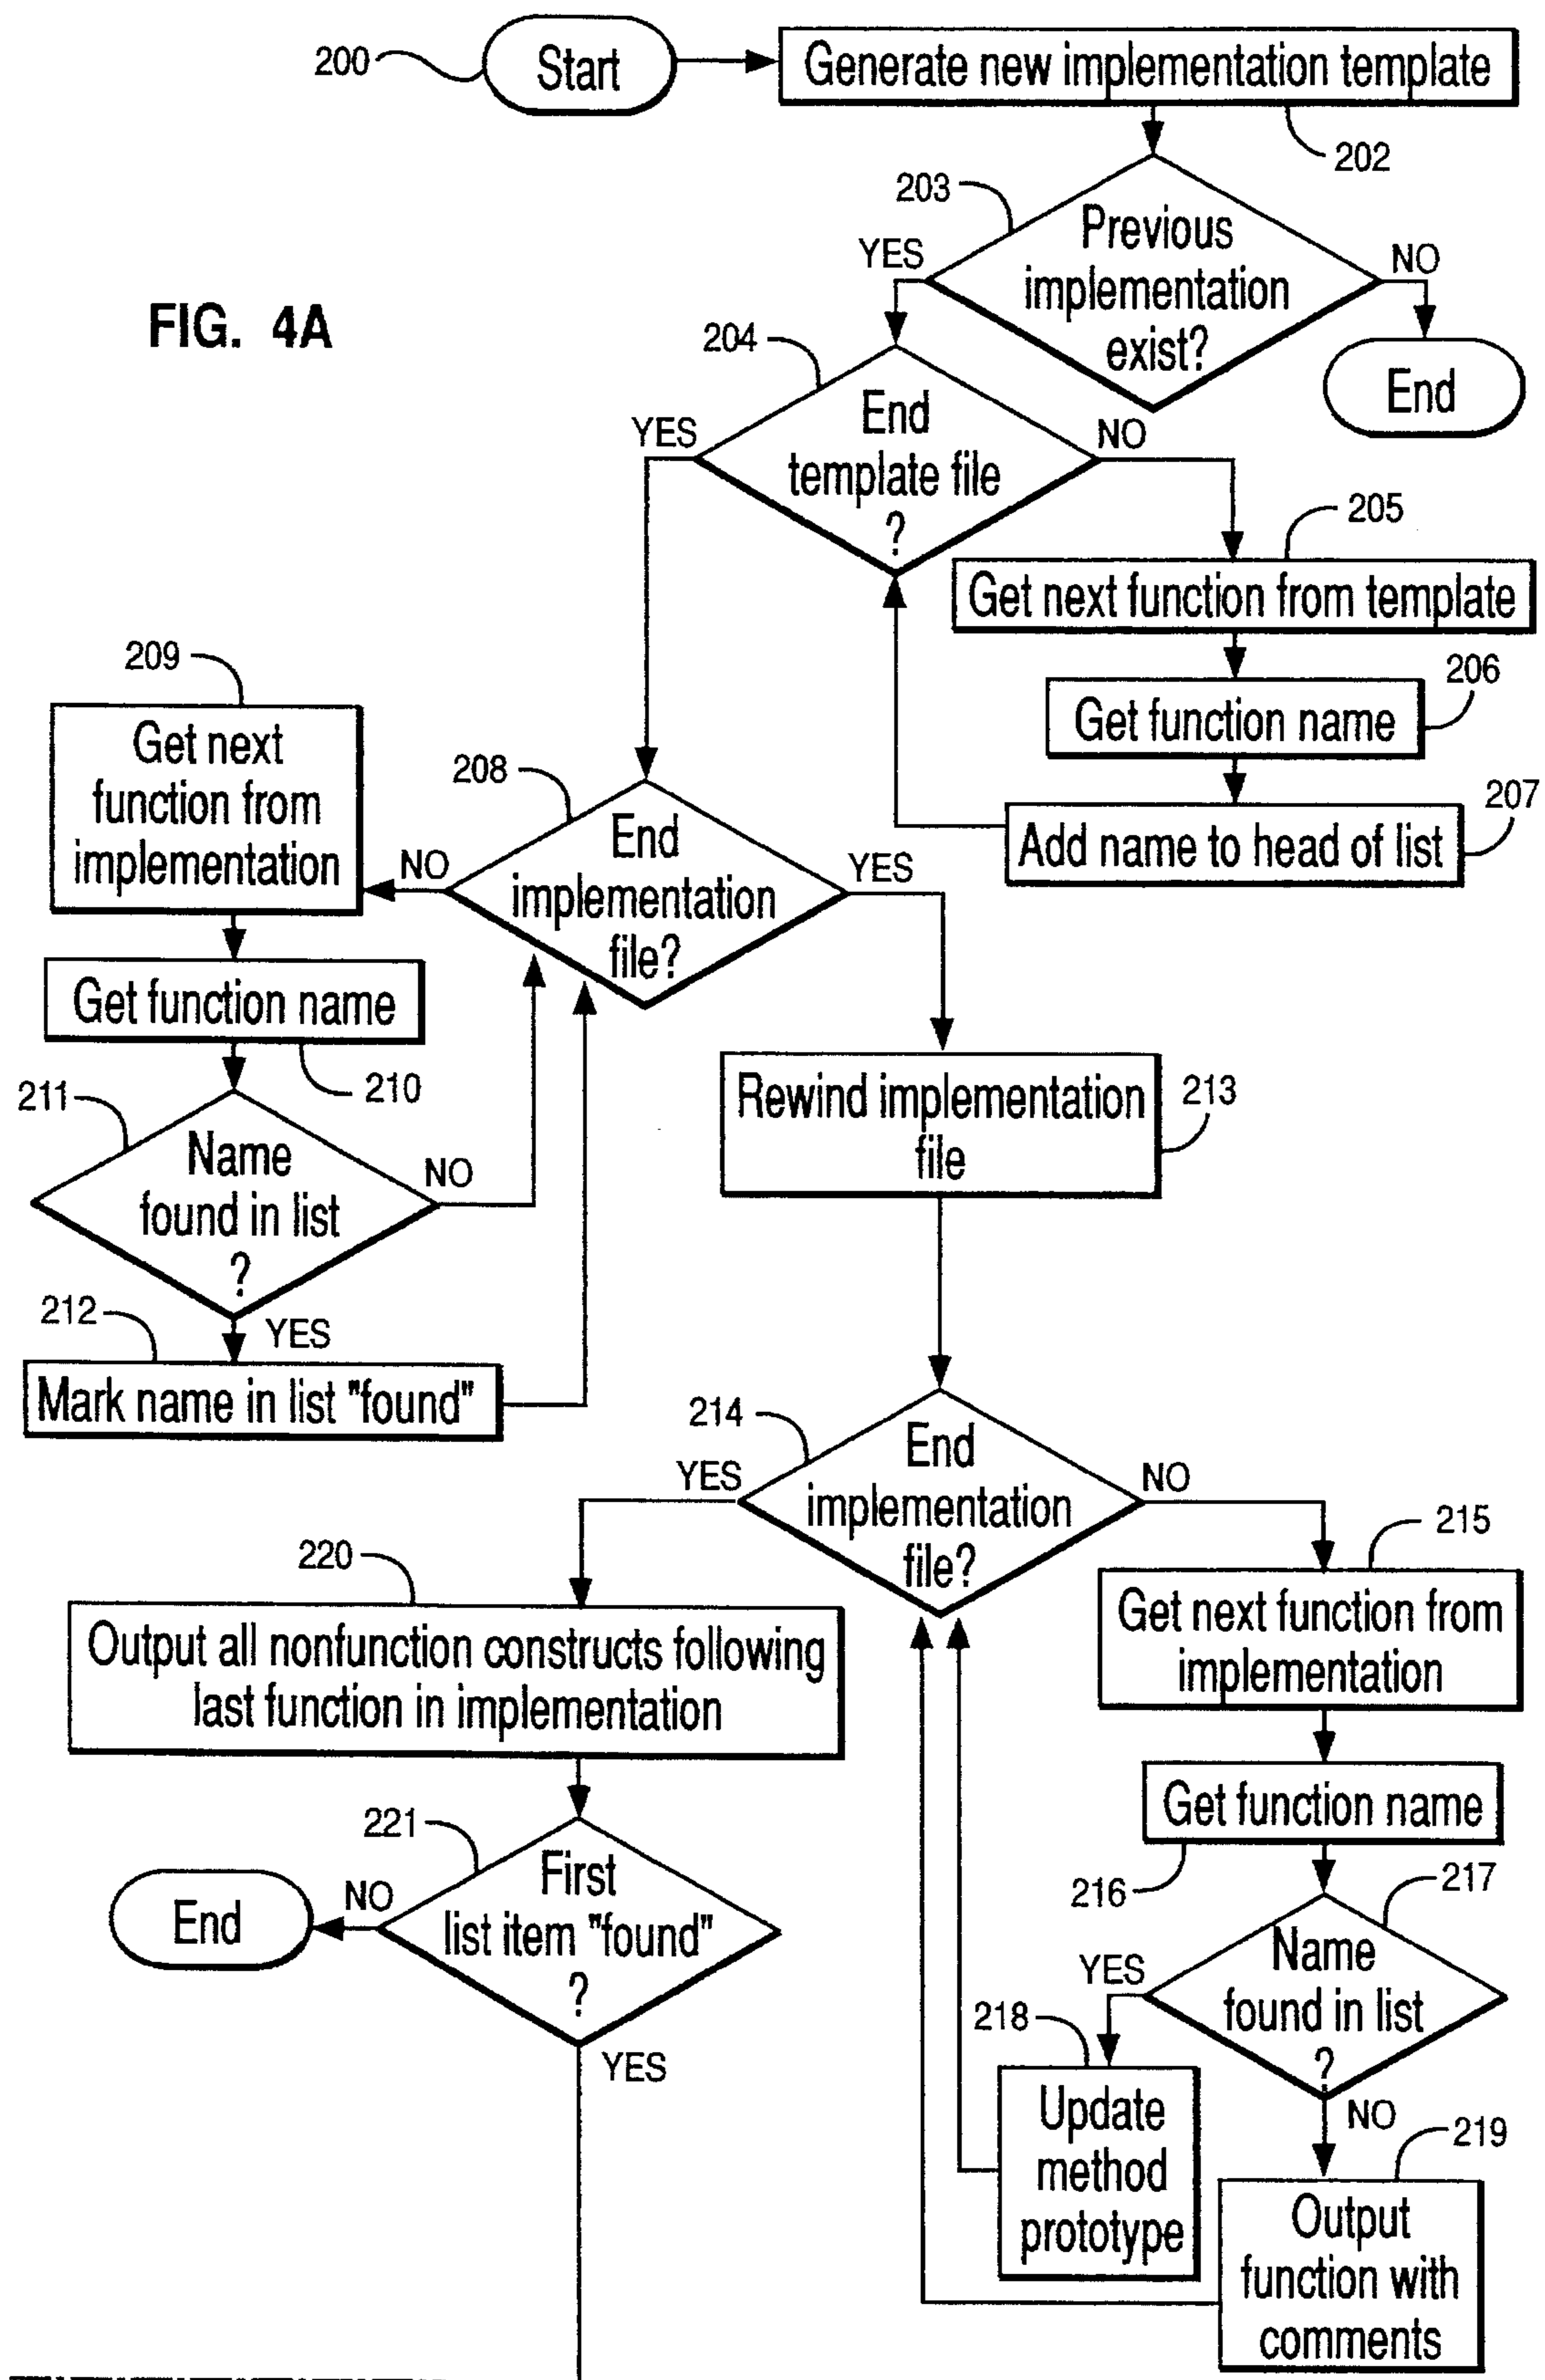 200
Start
Generate new implementation template
202
203
Previous
implementation
exist?
YES
NO
End
FIG. 4A
204
End
template file
?
YES
NO
205
Get next function from template
206
Get function name
207
Add name to head of list
208
End
implementation
file?
NO
YES
209
Get next
function from
implementation
Get function name
210
211
Name
found in list
?
NO
YES
212
Mark name in list "found"
Rewind implementation
file
213
214
End
implementation
file?
YES
NO
215
Get next function from
implementation
Get function name
216
217
Name
found in list
?
YES
NO
218
Update
method
prototype
219
Output
function with
comments
220
Output all nonfunction constructs following
last function in implementation
221
First
list item "found"
?
NO
End
YES